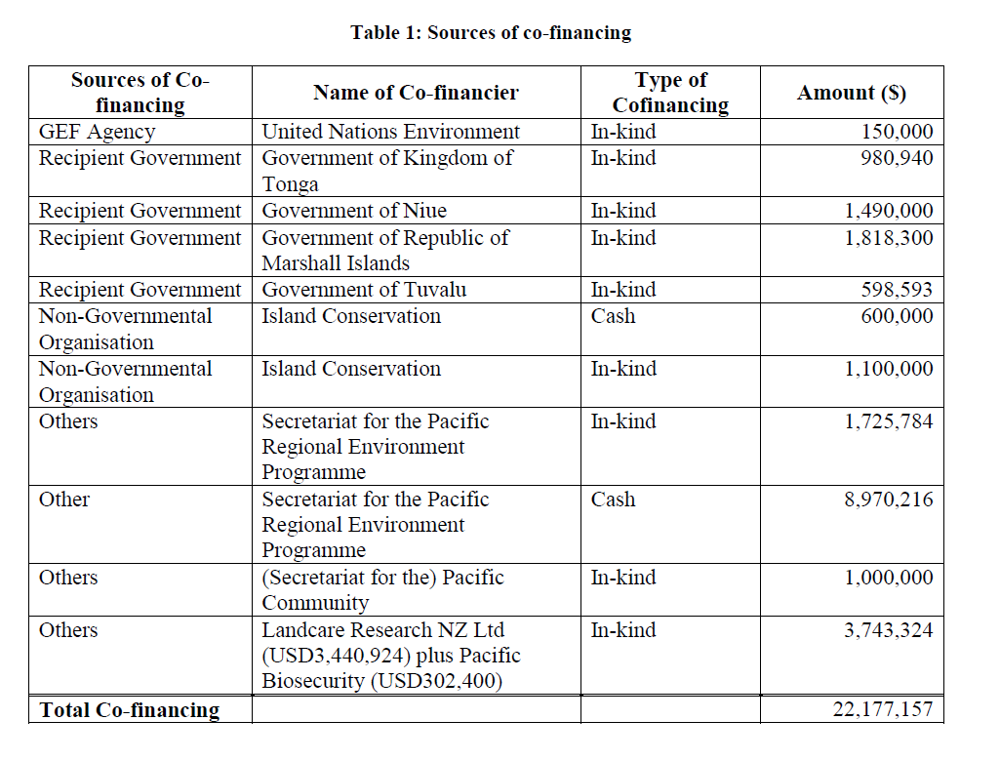 Table 1: Sources of co-financing
Sources of Co-
financing
Name of Co-financier
Type of
Cofinancing
Amount ($)
GEF Agency United Nations Environment In-kind 150,000
Recipient Government Government of Kingdom of In-kind 980,940
Tonga
Recipient Government Government of Niue In-kind 1,490,000
Recipient Government Government of Republic of In-kind 1,818,300
Marshall Islands
Recipient Government Government of Tuvalu In-kind 598,593
Non-Governmental Island Conservation Cash 600,000
Organisation
Non-Governmental Island Conservation In-kind 1,100,000
Organisation
Others Secretariat for the Pacific In-kind 1,725,784
Regional Environment
Programme
Other Secretariat for the Pacific Cash 8,970,216
Regional Environment
Programme
Others (Secretariat for the) Pacific In-kind 1,000,000
Community
Others Landcare Research NZ Ltd In-kind 3,743,324
(USD3,440,924) plus Pacific
Biosecurity (USD302,400)
Total Co-financing 22,177,157